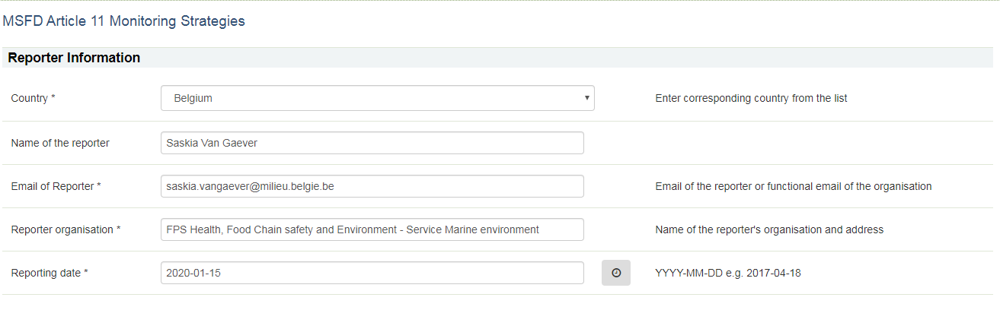 MSFD Article 11 Monitoring Strategies
Reporter Information
Country * Belgium Enter corresponding country from the list
Name of the reporter Saskia Van Gaever
Email of Reporter * saskia.vangaever@milieu.belgie.be Email of the reporter or functional email of the organisation
Reporter organisation * FPS Health, Food Chain safety and Environment - Service Marine environment Name of the reporter's organisation and address
Reporting date * 2020-01-15 YYYY-MM-DD e.g. 2017-04-18